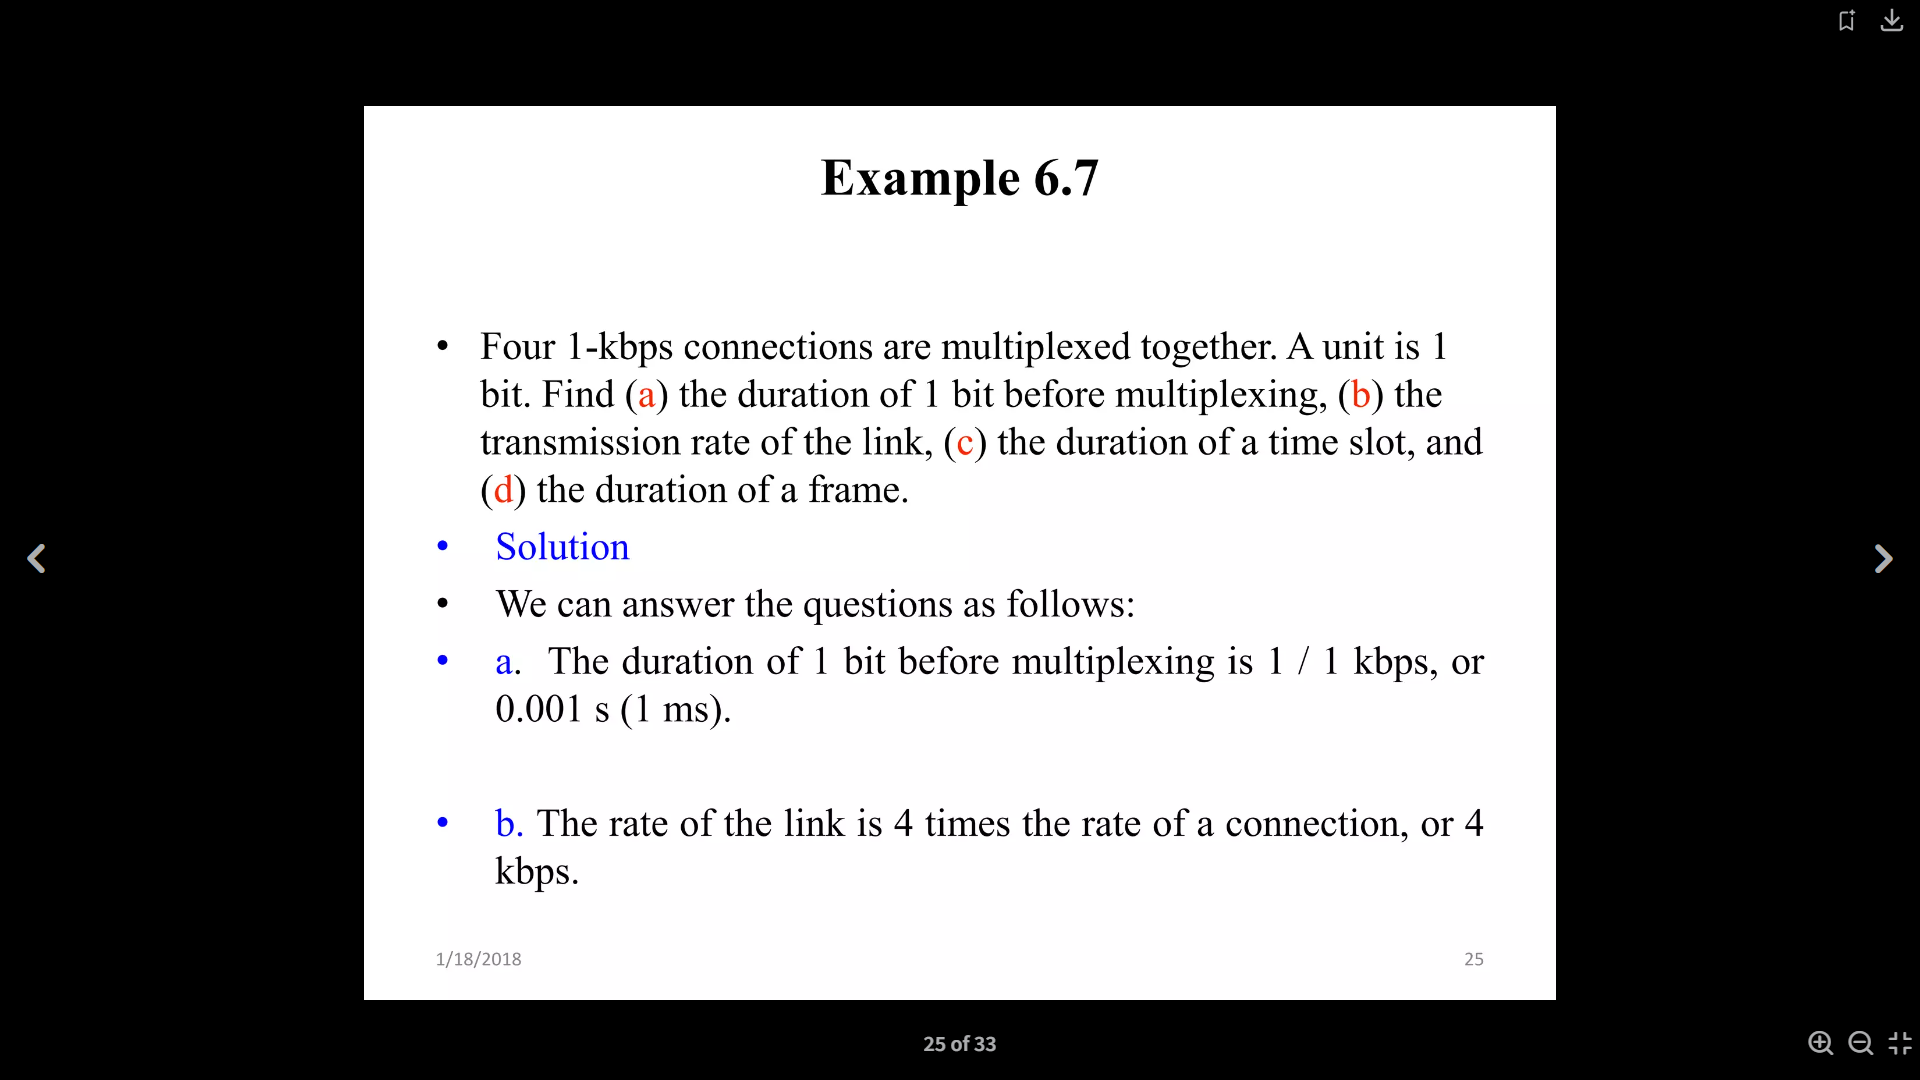 Example 6.7
• Four 1-kbps connections are multiplexed together. A unit is 1
bit. Find (a) the duration of 1 bit before multiplexing, (b) the
transmission rate of the link, (c) the duration of a time slot, and
(d) the duration of a frame.
• Solution
• We can answer the questions as follows:
• a. The duration of 1 bit before multiplexing is 1 / 1 kbps, or
0.001 s (1 ms).
• b. The rate of the link is 4 times the rate of a connection, or 4
kbps.
1/18/2018
25
25 of 33